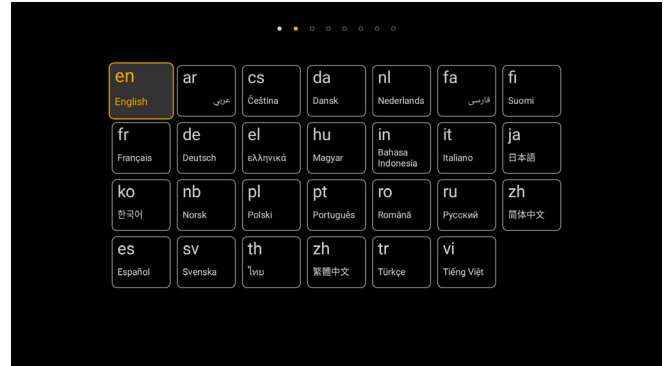 en
English
ar
عربي
cs
Čeština
da
Dansk
nl
Nederlands
fa
فارسی
fi
Suomi
fr
Français
de
Deutsch
el
ελληνικά
hu
Magyar
in
Bahasa
Indonesia
it
Italiano
ja
日本語
ko
한국어
nb
Norsk
pl
Polski
pt
Português
ro
Română
ru
Русский
zh
简体中文
es
Español
sv
Svenska
th
ไทย
zh
繁體中文
tr
Türkçe
vi
Tiếng Việt